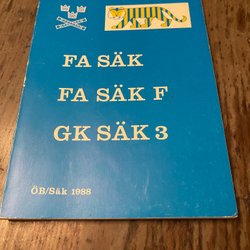 FA SÄK
FA SÄK F
GK SÄK 3
ÖB/Säk 1988